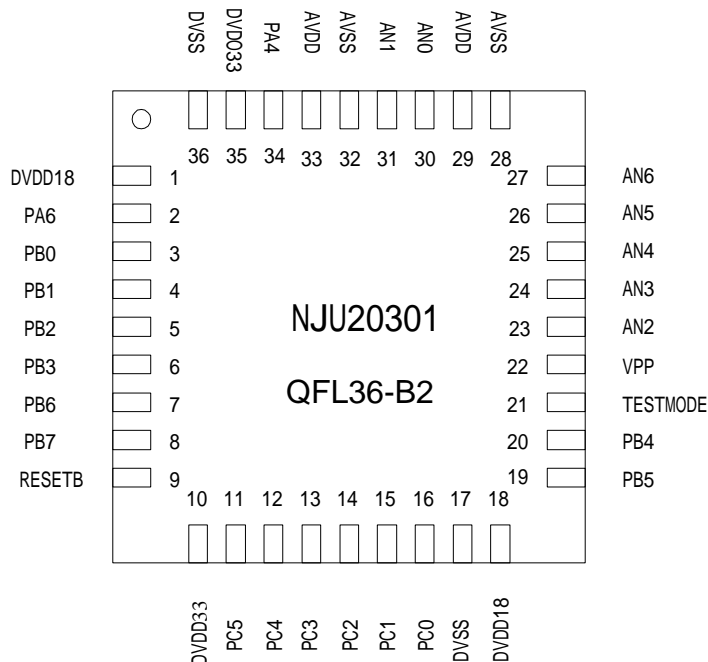 DVSS DVDO33 PA4 AVDD AVSS AN1 AN0 AVDD AVSS
36 35 34 33 32 31 30 29 28
DVDD18 1 27 AN6
PA6 2 26 AN5
PB0 3 25 AN4
PB1 4 24 AN3
PB2 5 23 AN2
PB3 6 22 VPP
PB6 7 21 TESTMODE
PB7 8 20 PB4
RESETB 9 19 PB5
NJU20301
QFL36-B2
10 11 12 13 14 15 16 17 18
DVDD33 PC5 PC4 PC3 PC2 PC1 PC0 DVSS DVDD18